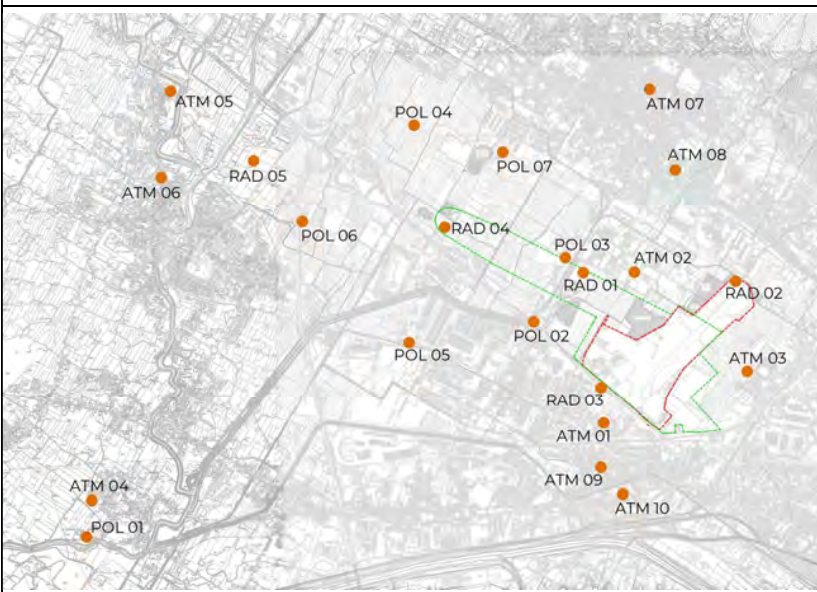 ATM 05
POL 04
ATM 07
RAD 05
POL 07
ATM 08
ATM 06
POL 06
RAD 04
POL 03
ATM 02
RAD 01
RAD 02
POL 02
POL 05
ATM 03
RAD 03
ATM 01
ATM 09
ATM 04
ATM 10
POL 01